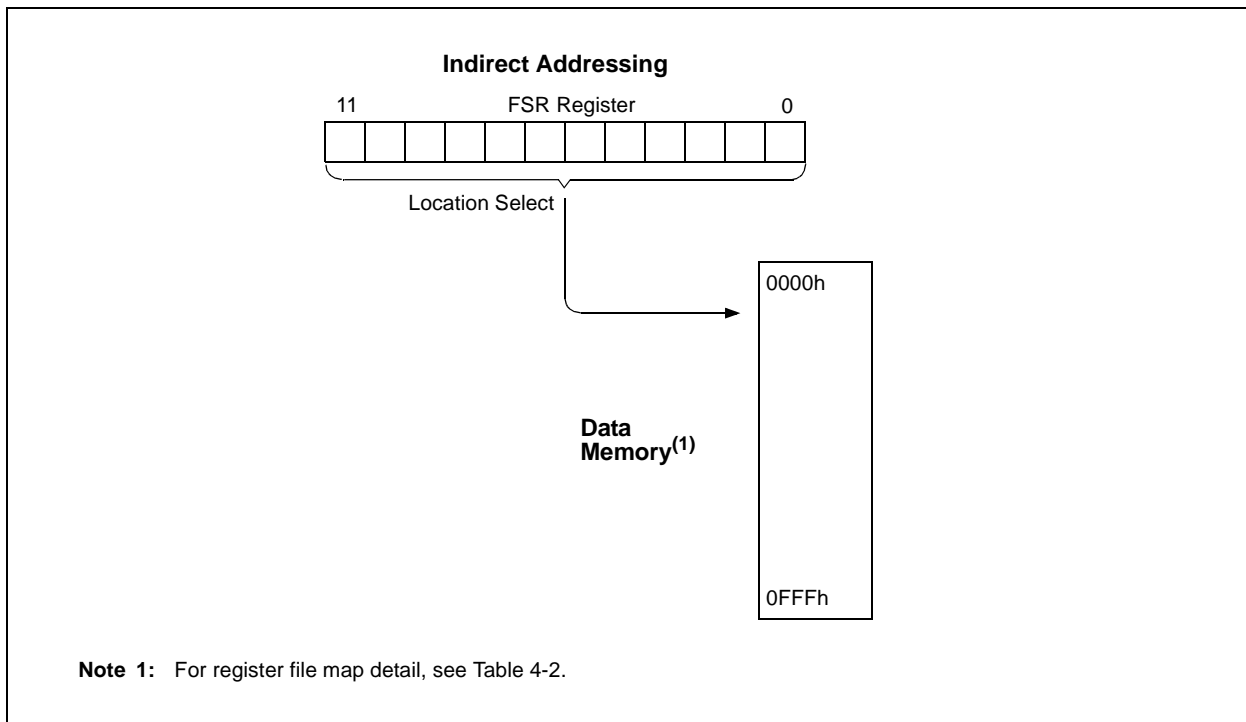 Indirect Addressing
11 FSR Register 0
Location Select
0000h
Data
Memory(1)
0FFFh
Note 1: For register file map detail, see Table 4-2.